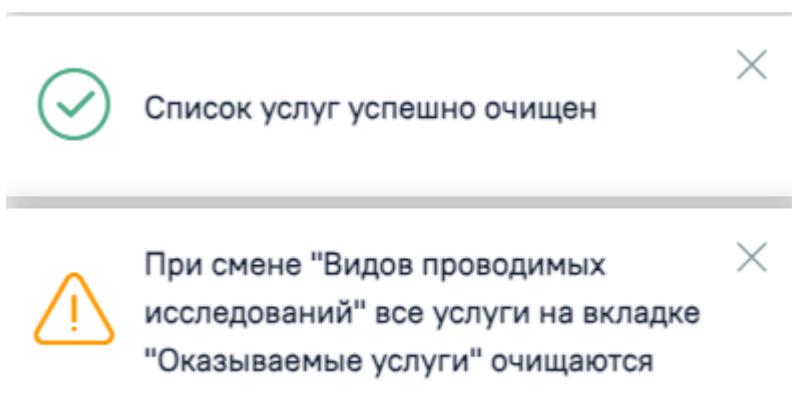 Список услуг успешно очищен
При смене "Видов проводимых
исследований" все услуги на вкладке
"Оказываемые услуги" очищаются